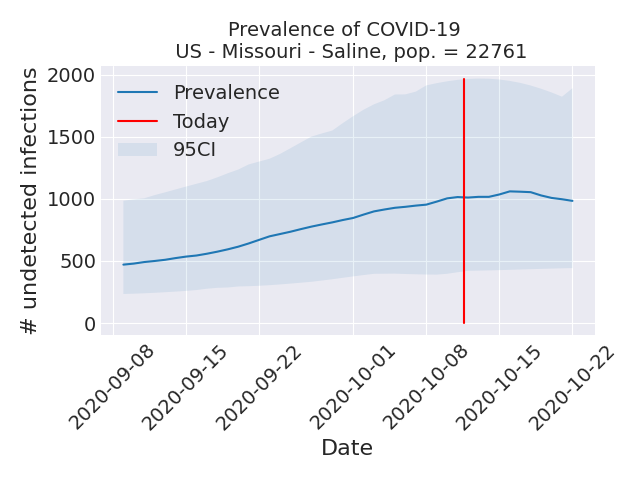 Prevalence of COVID-19
US - Missouri - Saline, pop. = 22761
# undetected infections
2000
1500
1000
500
0
Prevalence
Today
95CI
2020-09-08
2020-09-15
2020-09-22
2020-10-01
2020-10-08
2020-10-15
2020-10-22
Date